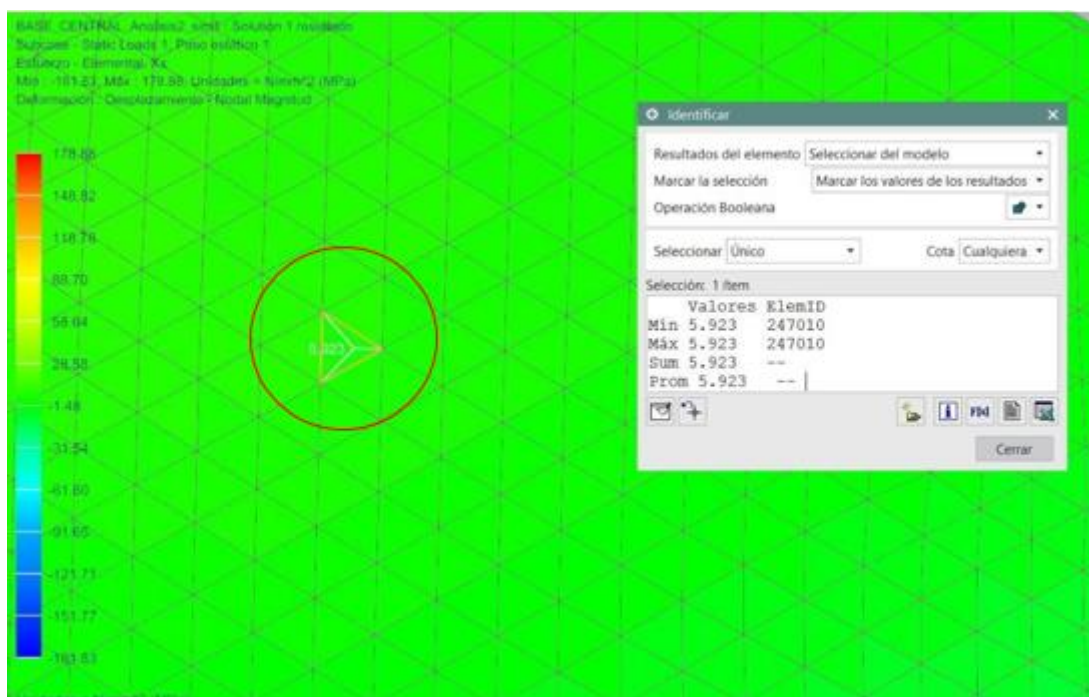 BASE_CENTRAL_Analisis2_sim1 : Solution 1 resultado
Subcase - Static Loads 1, Paso estático 1
Esfuerzo - Elemental, Xx
Mín : -181.83, Máx : 178.88, Unidades = N/mm^2 (MPa)
Deformación : Desplazamiento - Nodal Magnitud
178.88
148.82
118.76
88.70
58.64
28.58
-1.48
-31.54
-61.60
-91.65
-121.71
-151.77
-181.83
5.923
Identificar
Resultados del elemento Seleccionar del modelo
Marcar la selección Marcar los valores de los resultados
Operación Booleana
Seleccionar Único Cota Cualquiera
Selección: 1 ítem
Valores ElemID
Mín 5.923 247010
Máx 5.923 247010
Sum 5.923 --
Prom 5.923 --
Cerrar